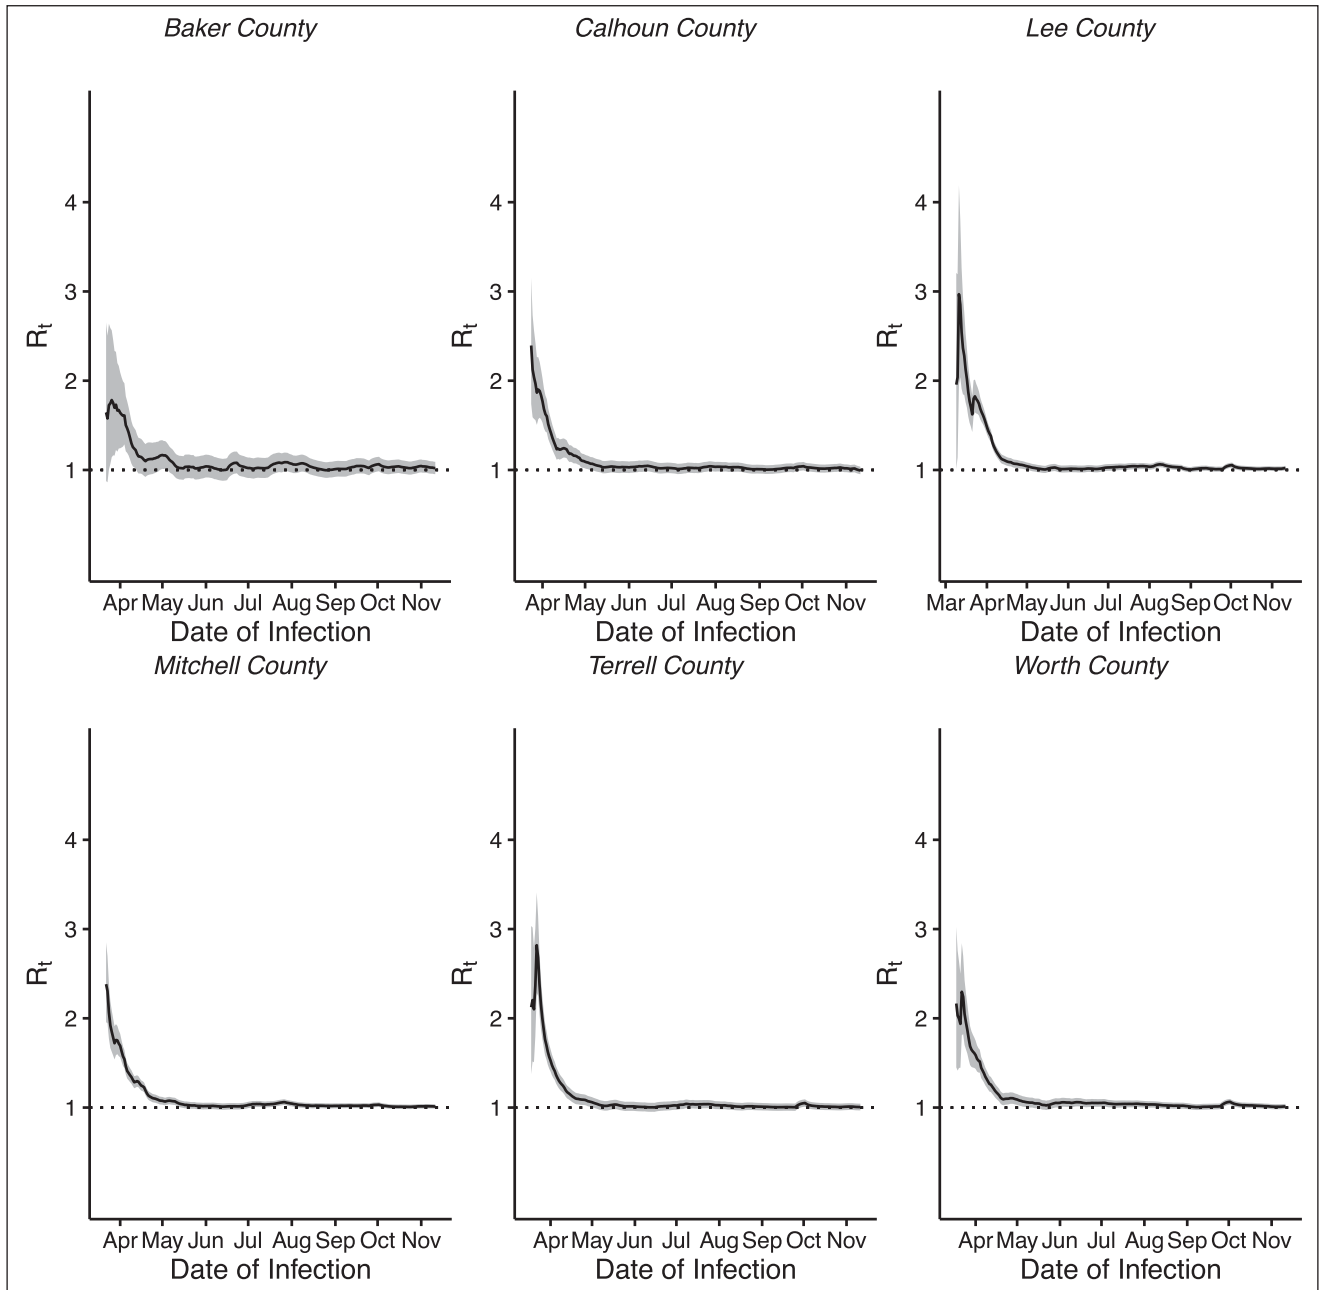 Baker County
4
3
2
1
Rt
Apr May Jun Jul Aug Sep Oct Nov
Date of Infection
Calhoun County
4
3
2
1
Rt
Apr May Jun Jul Aug Sep Oct Nov
Date of Infection
Lee County
4
3
2
1
Rt
Mar Apr May Jun Jul Aug Sep Oct Nov
Date of Infection
Mitchell County
4
3
2
1
Rt
Apr May Jun Jul Aug Sep Oct Nov
Date of Infection
Terrell County
4
3
2
1
Rt
Apr May Jun Jul Aug Sep Oct Nov
Date of Infection
Worth County
4
3
2
1
Rt
Apr May Jun Jul Aug Sep Oct Nov
Date of Infection